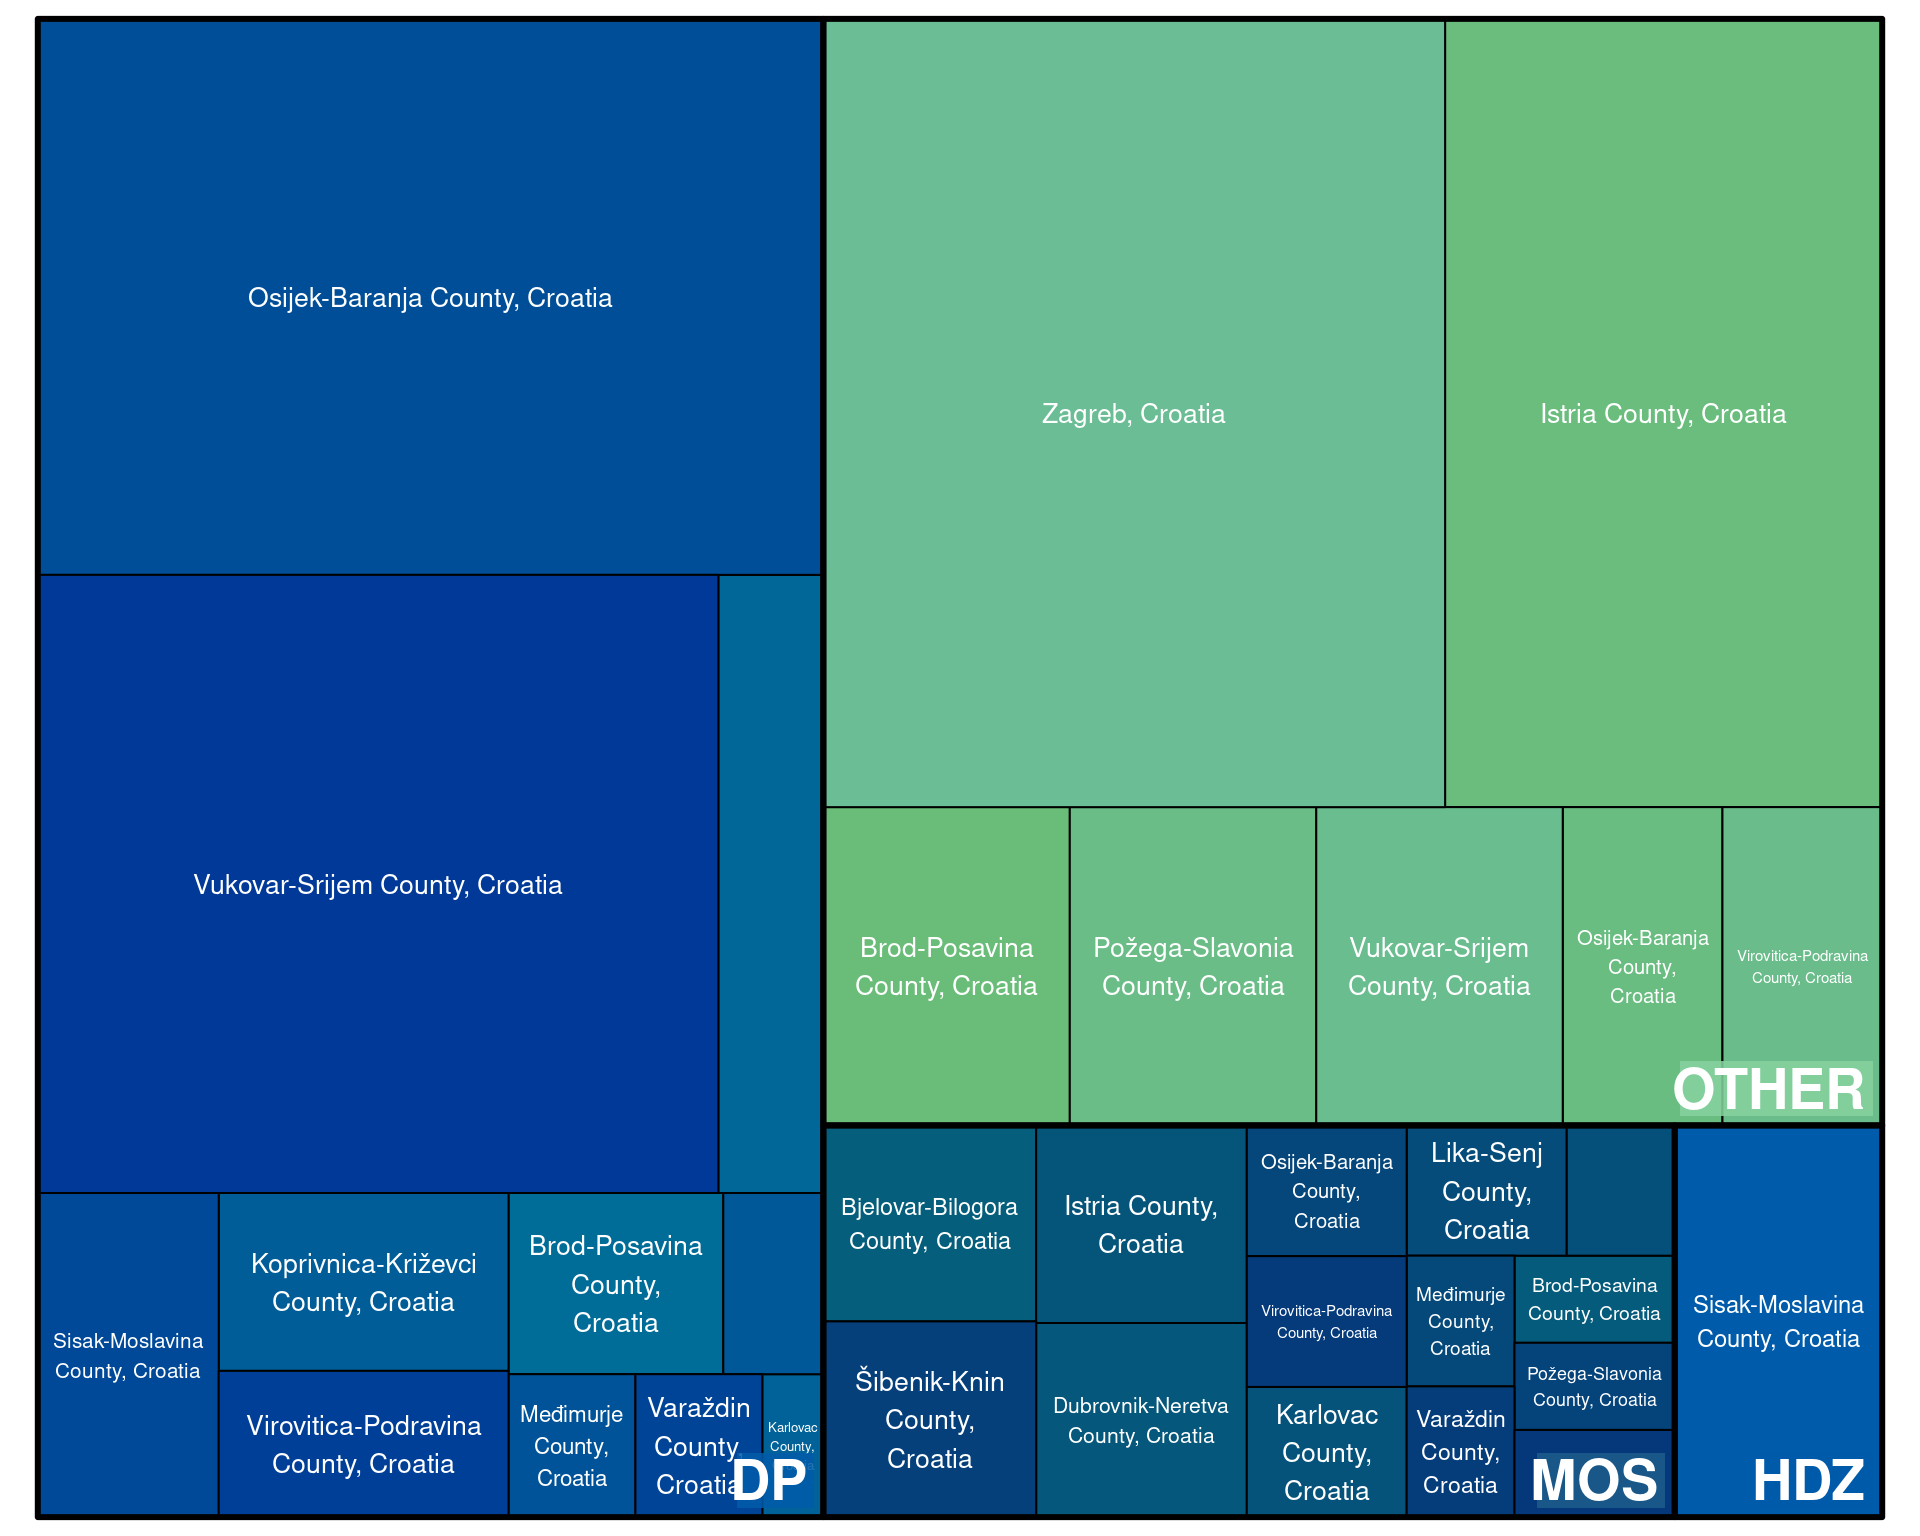 Osijek-Baranja County, Croatia
Vukovar-Srijem County, Croatia
Sisak-Moslavina
County, Croatia
Koprivnica-Križevci
County, Croatia
Virovitica-Podravina
County, Croatia
Brod-Posavina
County,
Croatia
Međimurje
County,
Croatia
Varaždin
County,
Croatia
Karlovac
County,
DP
Zagreb, Croatia
Istria County, Croatia
Brod-Posavina
County, Croatia
Požega-Slavonia
County, Croatia
Vukovar-Srijem
County, Croatia
Osijek-Baranja
County,
Croatia
Virovitica-Podravina
County, Croatia
OTHER
Bjelovar-Bilogora
County, Croatia
Šibenik-Knin
County,
Croatia
Istria County,
Croatia
Dubrovnik-Neretva
County, Croatia
Osijek-Baranja
County,
Croatia
Virovitica-Podravina
County, Croatia
Karlovac
County,
Croatia
Lika-Senj
County,
Croatia
Međimurje
County,
Croatia
Varaždin
County,
Croatia
Brod-Posavina
County, Croatia
Požega-Slavonia
County, Croatia
MOS
Sisak-Moslavina
County, Croatia
HDZ